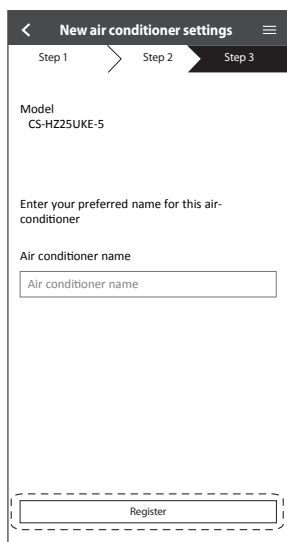 New air conditioner settings
Step 1 Step 2 Step 3
Model
CS-HZ25UKE-5
Enter your preferred name for this air-
conditioner
Air conditioner name
Air conditioner name
Register